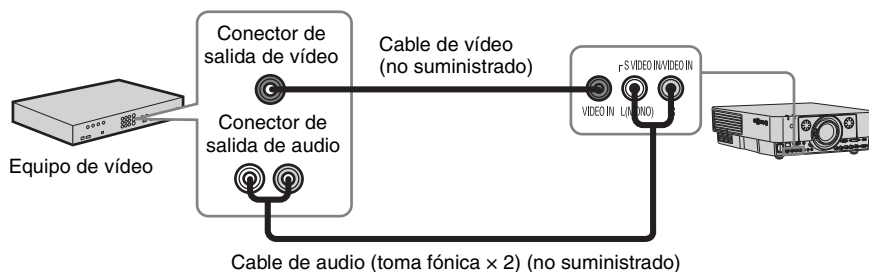 Conector de
salida de vídeo
Cable de vídeo
(no suministrado)
S VIDEO IN/VIDEO IN
VIDEO IN
L(MONO)
Conector de
salida de audio
Equipo de vídeo
Cable de audio (toma fónica × 2) (no suministrado)